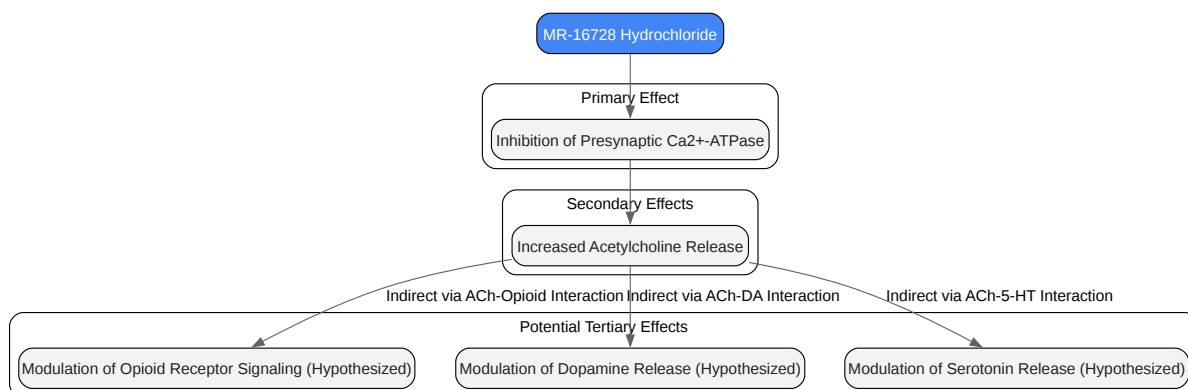 MR-16728 Hydrochloride
Primary Effect
Inhibition of Presynaptic Ca2+-ATPase
Secondary Effects
Increased Acetylcholine Release
Indirect via ACh-Opioid Interaction
Indirect via ACh-DA Interaction
Indirect via ACh-5-HT Interaction
Potential Tertiary Effects
Modulation of Opioid Receptor Signaling (Hypothesized)
Modulation of Dopamine Release (Hypothesized)
Modulation of Serotonin Release (Hypothesized)